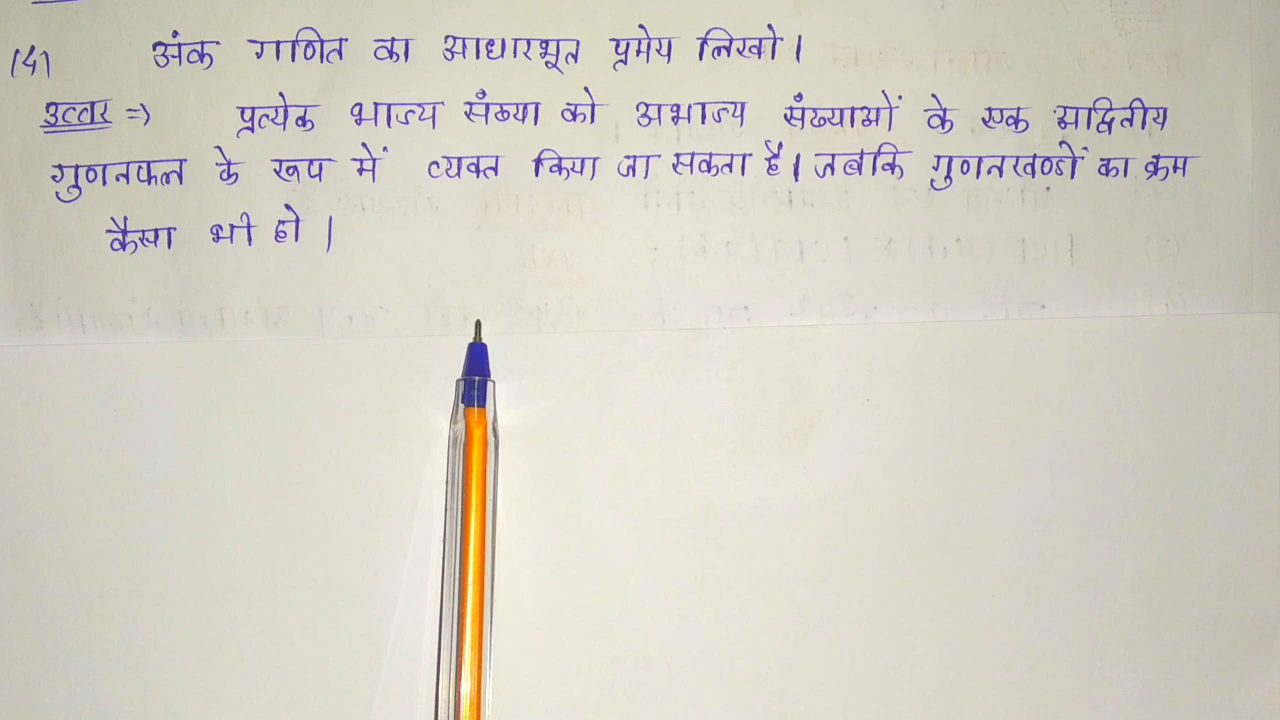 (4) अंक गणित का आधारभूत प्रमेय लिखो।
उत्तर ⇒ प्रत्येक भाज्य संख्या को अभाज्य संख्याओं के एक अद्वितीय
गुणनफल के रूप में व्यक्त किया जा सकता है। जबकि गुणनखण्डों का क्रम
कैसा भी हो।